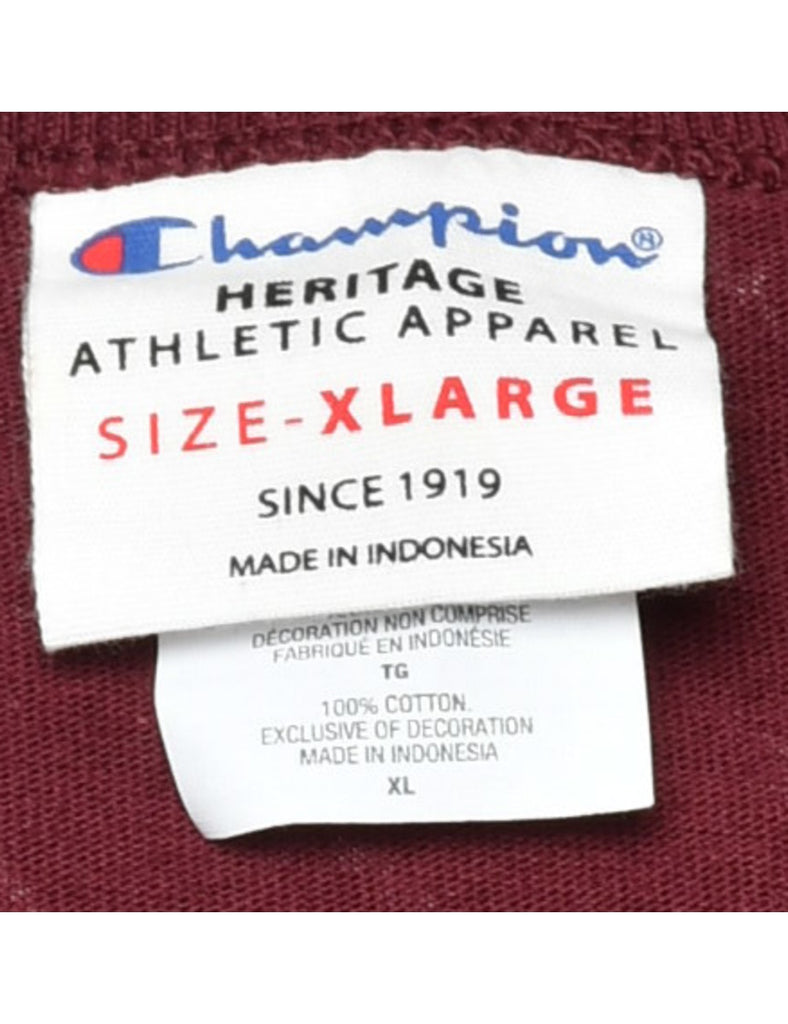 Champion®
HERITAGE
ATHLETIC APPAREL
SIZE-XLARGE
SINCE 1919
MADE IN INDONESIA
DÉCORATION NON COMPRISE
FABRIQUÉ EN INDONÉSIE
TG
100% COTTON.
EXCLUSIVE OF DECORATION
MADE IN INDONESIA
XL